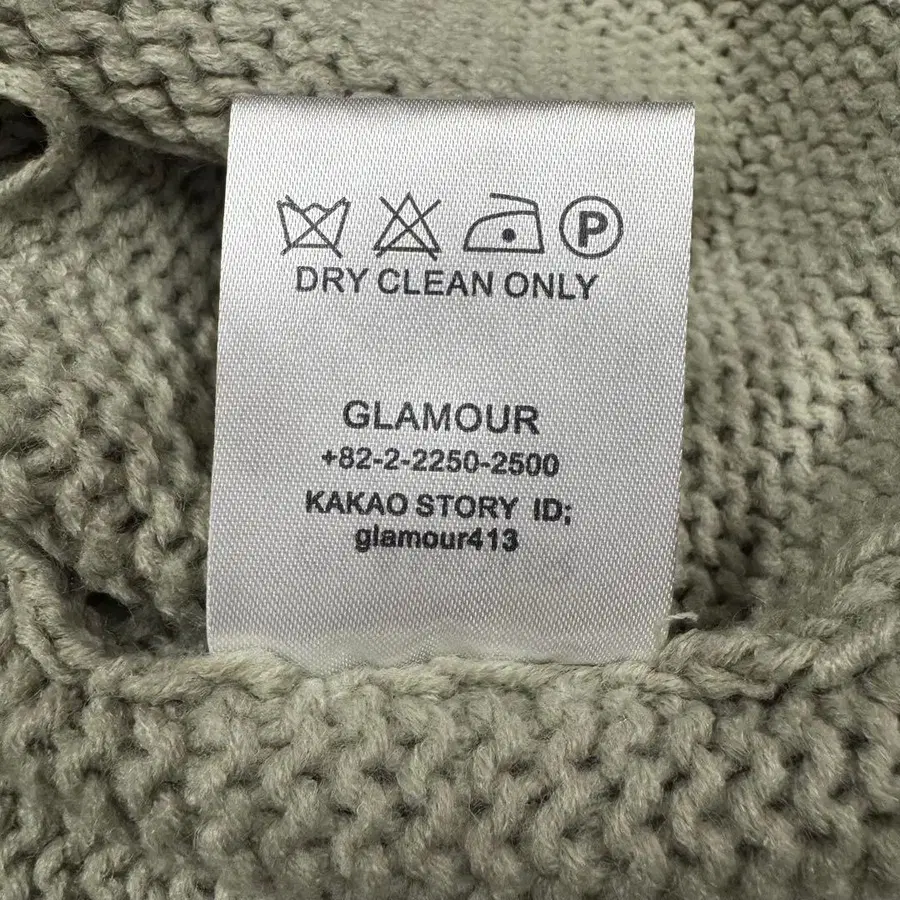 P
DRY CLEAN ONLY
GLAMOUR
+82-2-2250-2500
KAKAO STORY ID;
glamour413